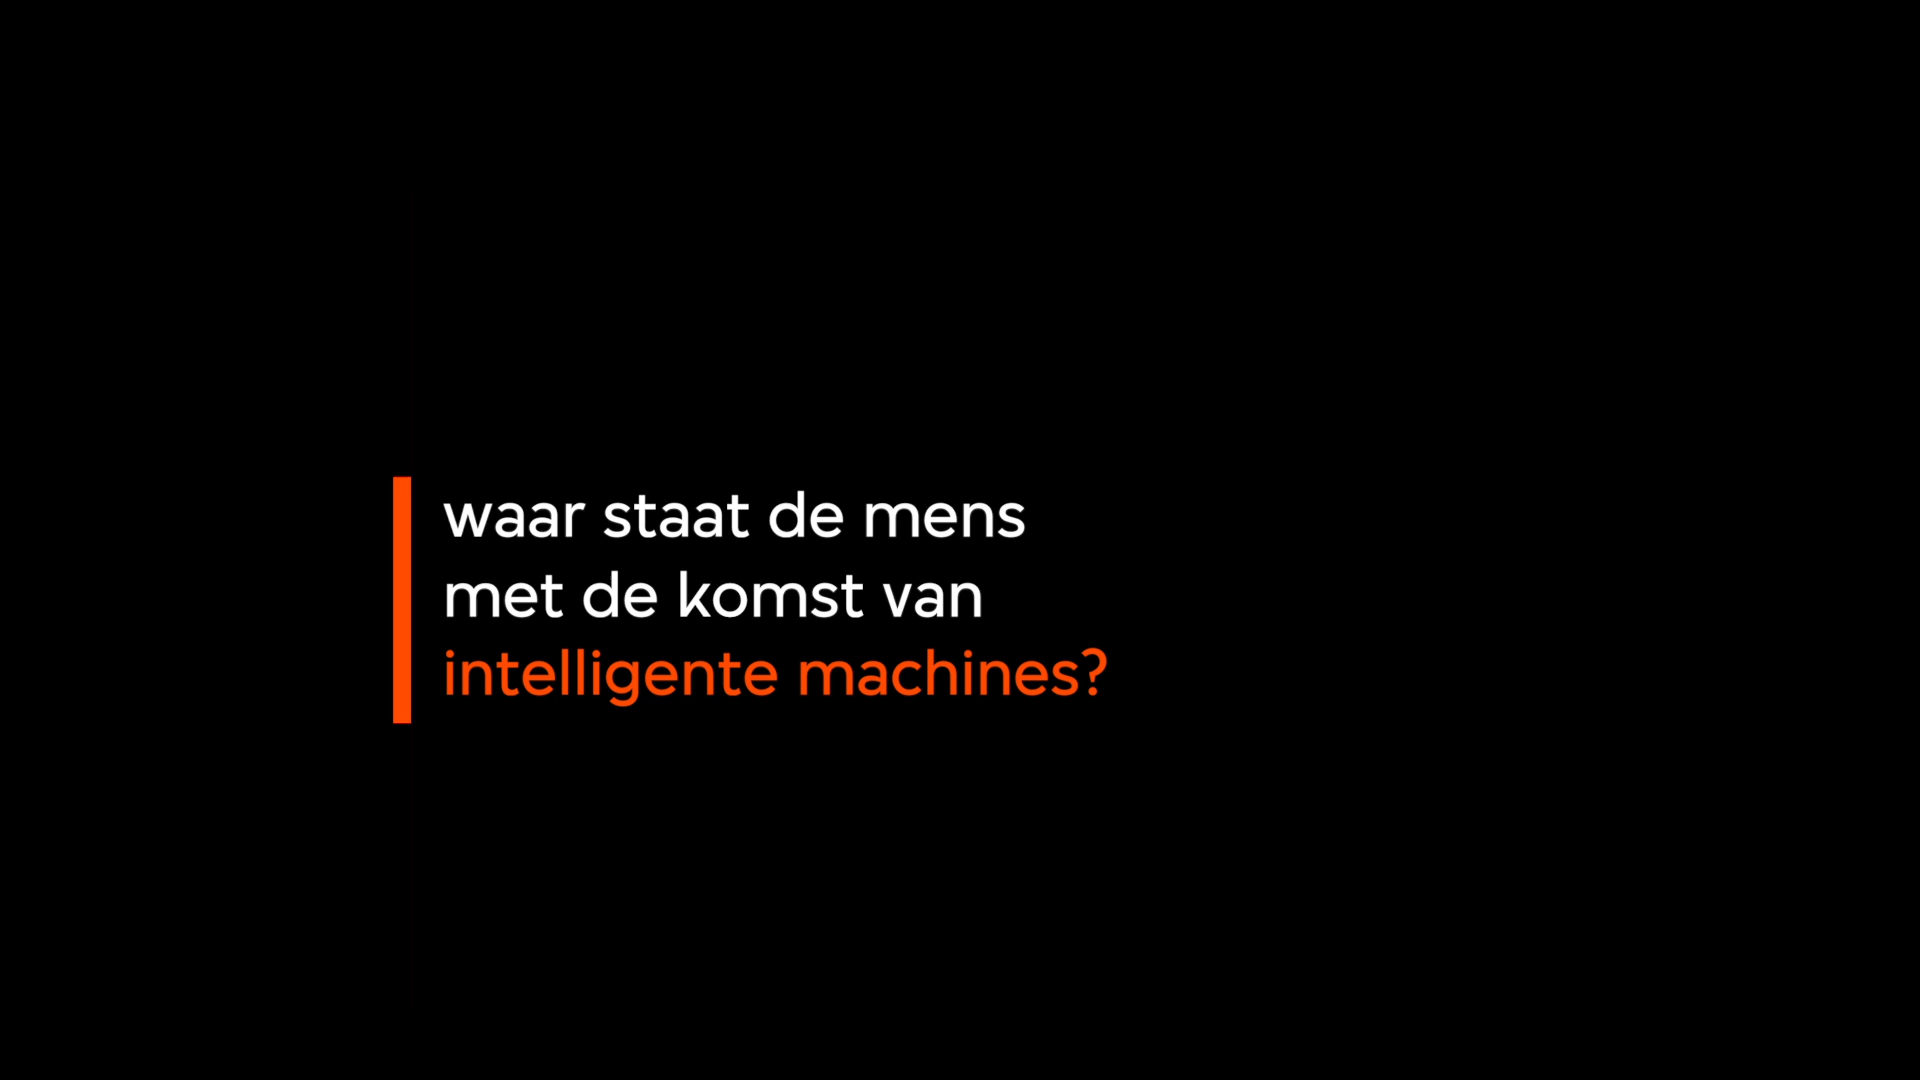 waar staat de mens
met de komst van
intelligente machines?